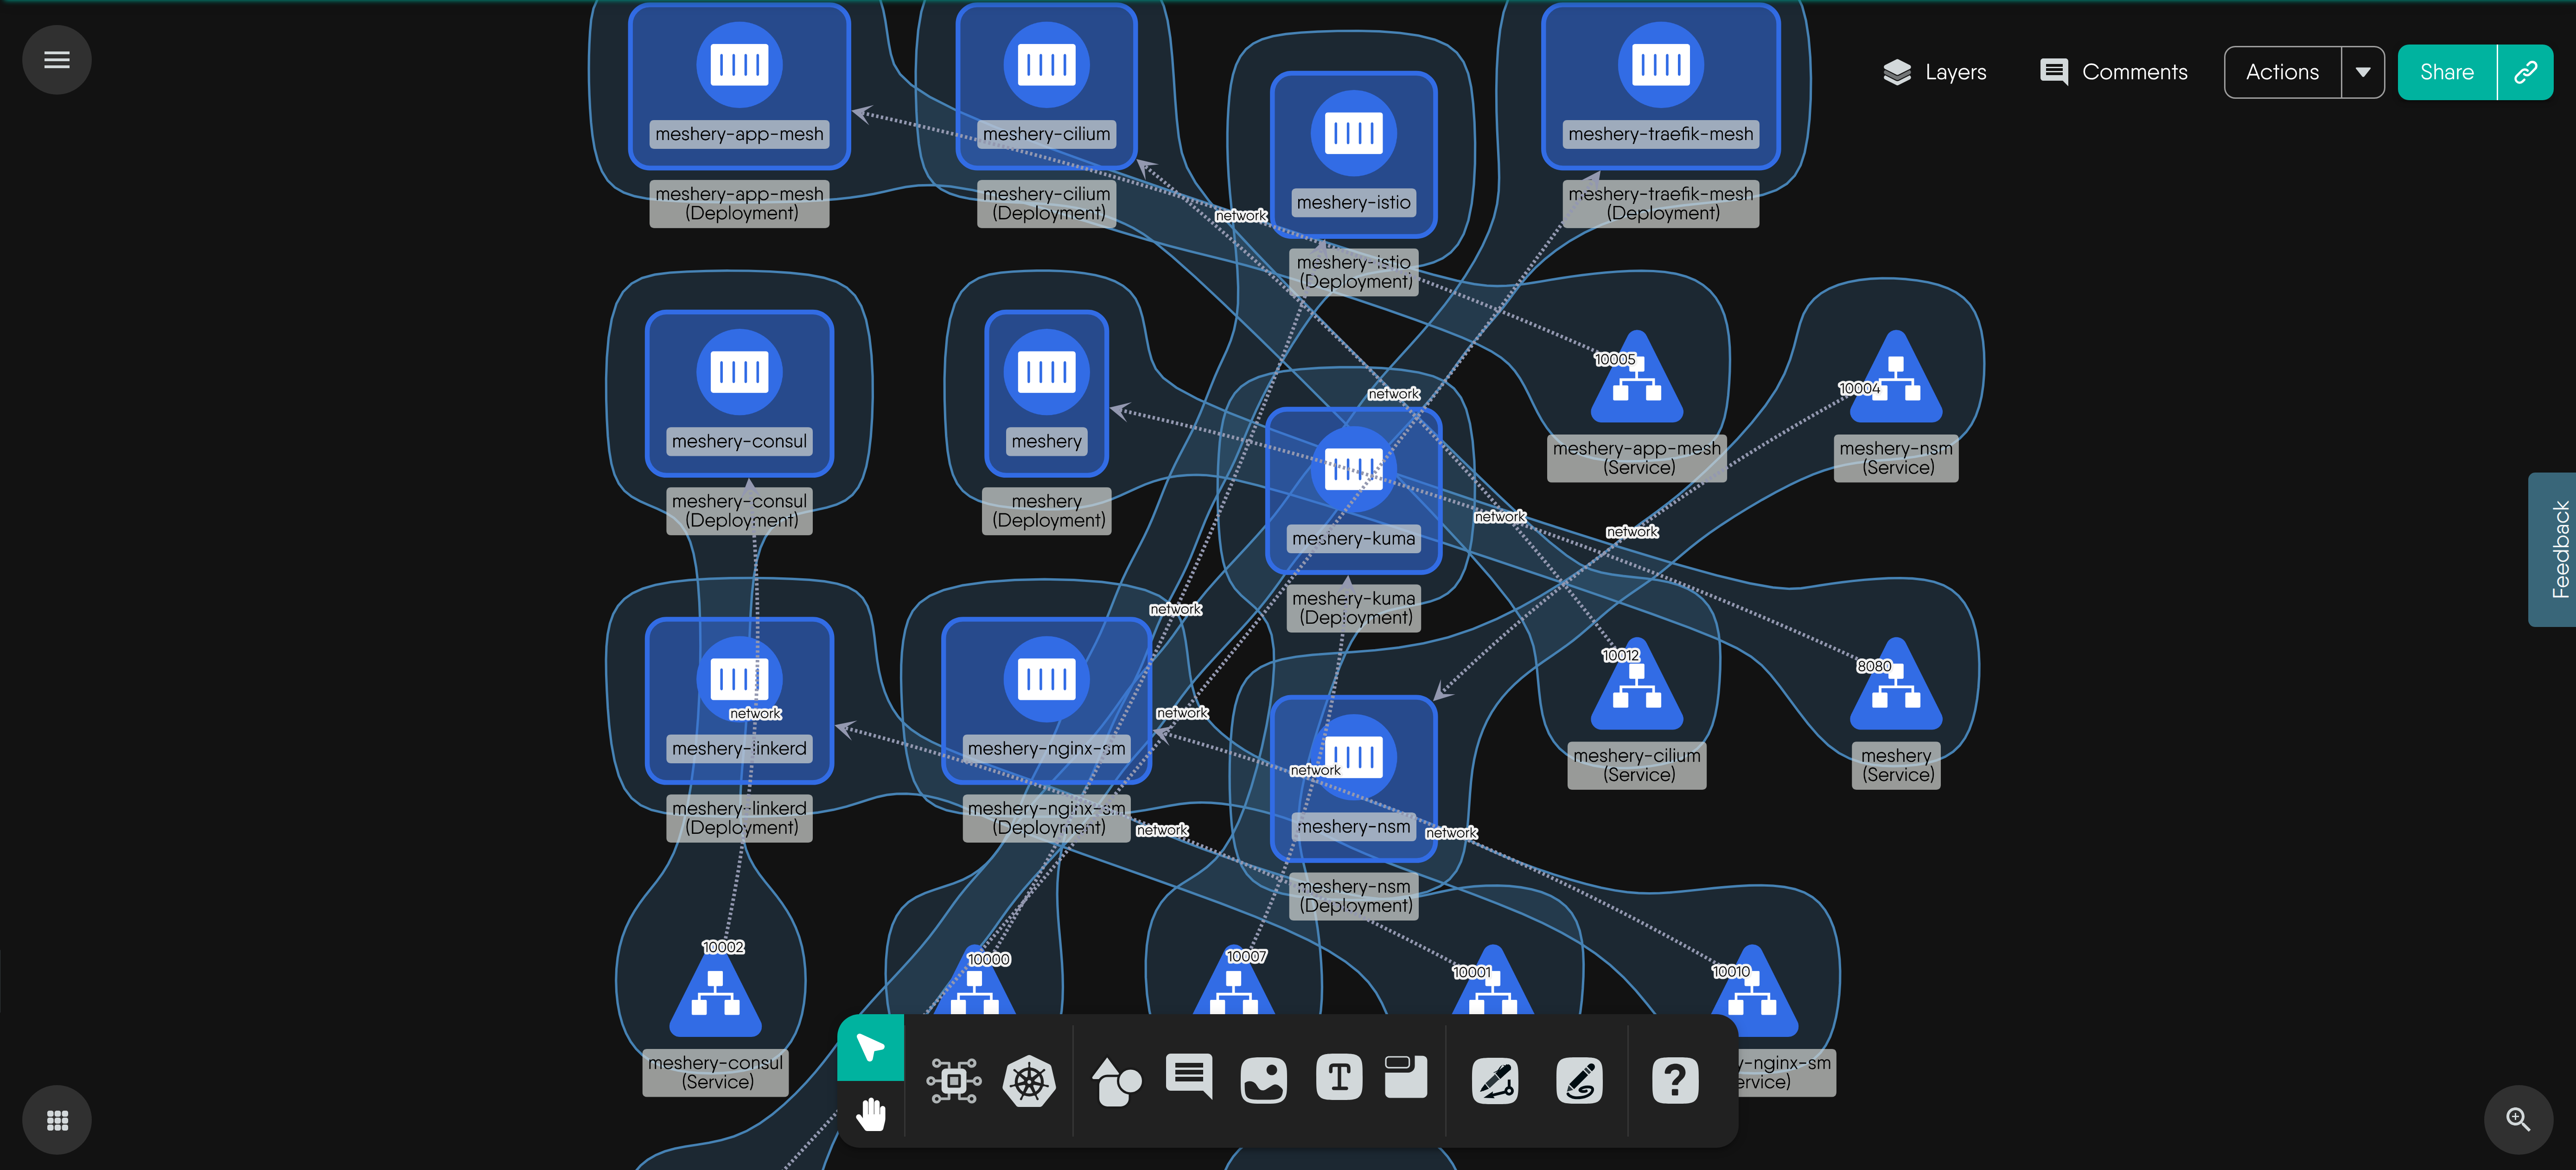 Layers
Comments
Actions
Share
meshery-app-mesh
meshery-app-mesh
(Deployment)
meshery-cilium
meshery-cilium
(Deployment)
meshery-istio
meshery-istio
(Deployment)
meshery-traefik-mesh
meshery-traefik-mesh
(Deployment)
network
meshery-consul
meshery-consul
(Deployment)
meshery
meshery
(Deployment)
network
meshery-kuma
meshery-kuma
(Deployment)
10005
meshery-app-mesh
(Service)
10004
meshery-nsm
(Service)
network
network
Feedback
network
meshery-linkerd
network
meshery-linkerd
(Deployment)
meshery-nginx-sm
meshery-nginx-sm
(Deployment)
network
network
meshery-nsm
meshery-nsm
(Deployment)
10012
meshery-cilium
(Service)
8080
meshery
(Service)
network
network
10002
meshery-consul
(Service)
10000
10007
10001
10010
y-nginx-sm
ervice)